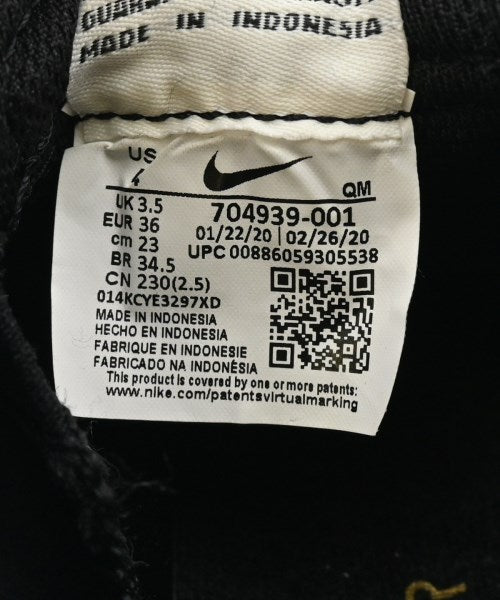 MADE IN INDONESIA
US
4
QM
UK 3.5
EUR 36
cm 23
BR 34.5
CN 230(2.5)
014KCYE3297XD
704939-001
01/22/20 | 02/26/20
UPC 00886059305538
MADE IN INDONESIA
HECHO EN INDONESIA
FABRIQUE EN INDONESIE
FABRICADO NA INDONÉSIA
This product is covered by one or more patents:
www.nike.com/patentsvirtualmarking
R